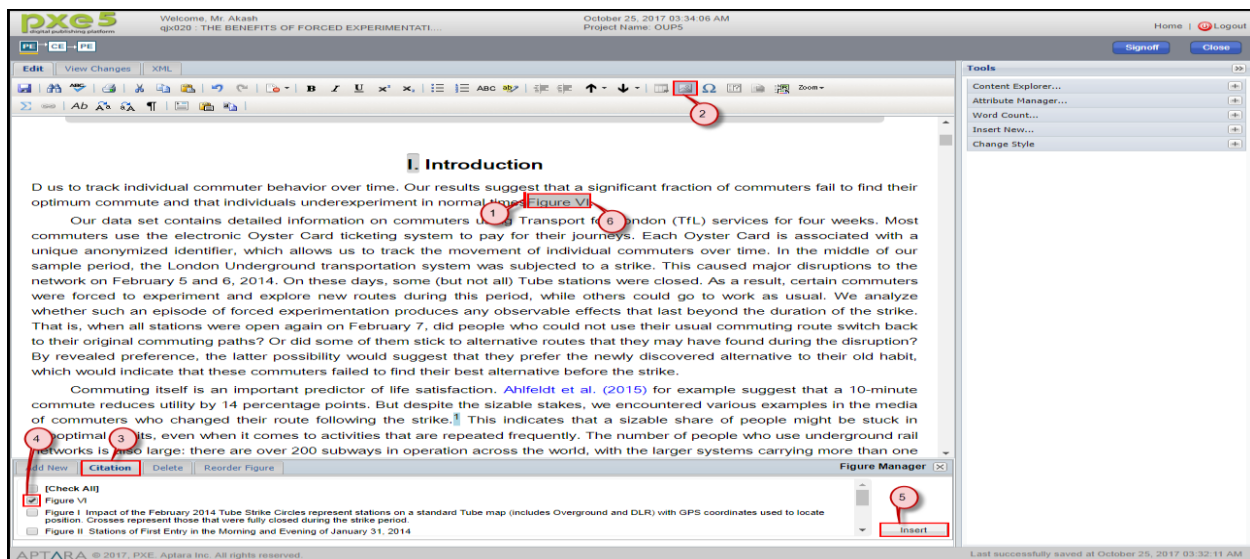 pxe5
digital publishing platform
Welcome, Mr. Akash
qjx020 : THE BENEFITS OF FORCED EXPERIMENTATI....
October 25, 2017 03:34:06 AM
Project Name: OUP5
Home | Logout
PE CE PE
Signoff Close
Edit View Changes XML
Tools
ABC B I U x² x₂ ABC ab Ω Zoom
Σ Ab ¶
2
Content Explorer...
Attribute Manager...
Word Count...
Insert New...
Change Style
I. Introduction
D us to track individual commuter behavior over time. Our results suggest that a significant fraction of commuters fail to find their
optimum commute and that individuals underexperiment in normal times Figure VI
1 6
Our data set contains detailed information on commuters using Transport for London (TfL) services for four weeks. Most
commuters use the electronic Oyster Card ticketing system to pay for their journeys. Each Oyster Card is associated with a
unique anonymized identifier, which allows us to track the movement of individual commuters over time. In the middle of our
sample period, the London Underground transportation system was subjected to a strike. This caused major disruptions to the
network on February 5 and 6, 2014. On these days, some (but not all) Tube stations were closed. As a result, certain commuters
were forced to experiment and explore new routes during this period, while others could go to work as usual. We analyze
whether such an episode of forced experimentation produces any observable effects that last beyond the duration of the strike.
That is, when all stations were open again on February 7, did people who could not use their usual commuting route switch back
to their original commuting paths? Or did some of them stick to alternative routes that they may have found during the disruption?
By revealed preference, the latter possibility would suggest that they prefer the newly discovered alternative to their old habit,
which would indicate that these commuters failed to find their best alternative before the strike.
Commuting itself is an important predictor of life satisfaction. Ahlfeldt et al. (2015) for example suggest that a 10-minute
commute reduces utility by 14 percentage points. But despite the sizable stakes, we encountered various examples in the media
of commuters who changed their route following the strike.1 This indicates that a sizable share of people might be stuck in
optimal its, even when it comes to activities that are repeated frequently. The number of people who use underground rail
networks is also large: there are over 200 subways in operation across the world, with the larger systems carrying more than one
4 3
Add New Citation Delete Reorder Figure Figure Manager
[Check All]
Figure VI
Figure I Impact of the February 2014 Tube Strike Circles represent stations on a standard Tube map (includes Overground and DLR) with GPS coordinates used to locate
position. Crosses represent those that were fully closed during the strike period.
Figure II Stations of First Entry in the Morning and Evening of January 31, 2014
5
Insert
APTARA © 2017, PXE. Aptara Inc. All rights reserved.
Last successfully saved at October 25, 2017 03:32:11 AM